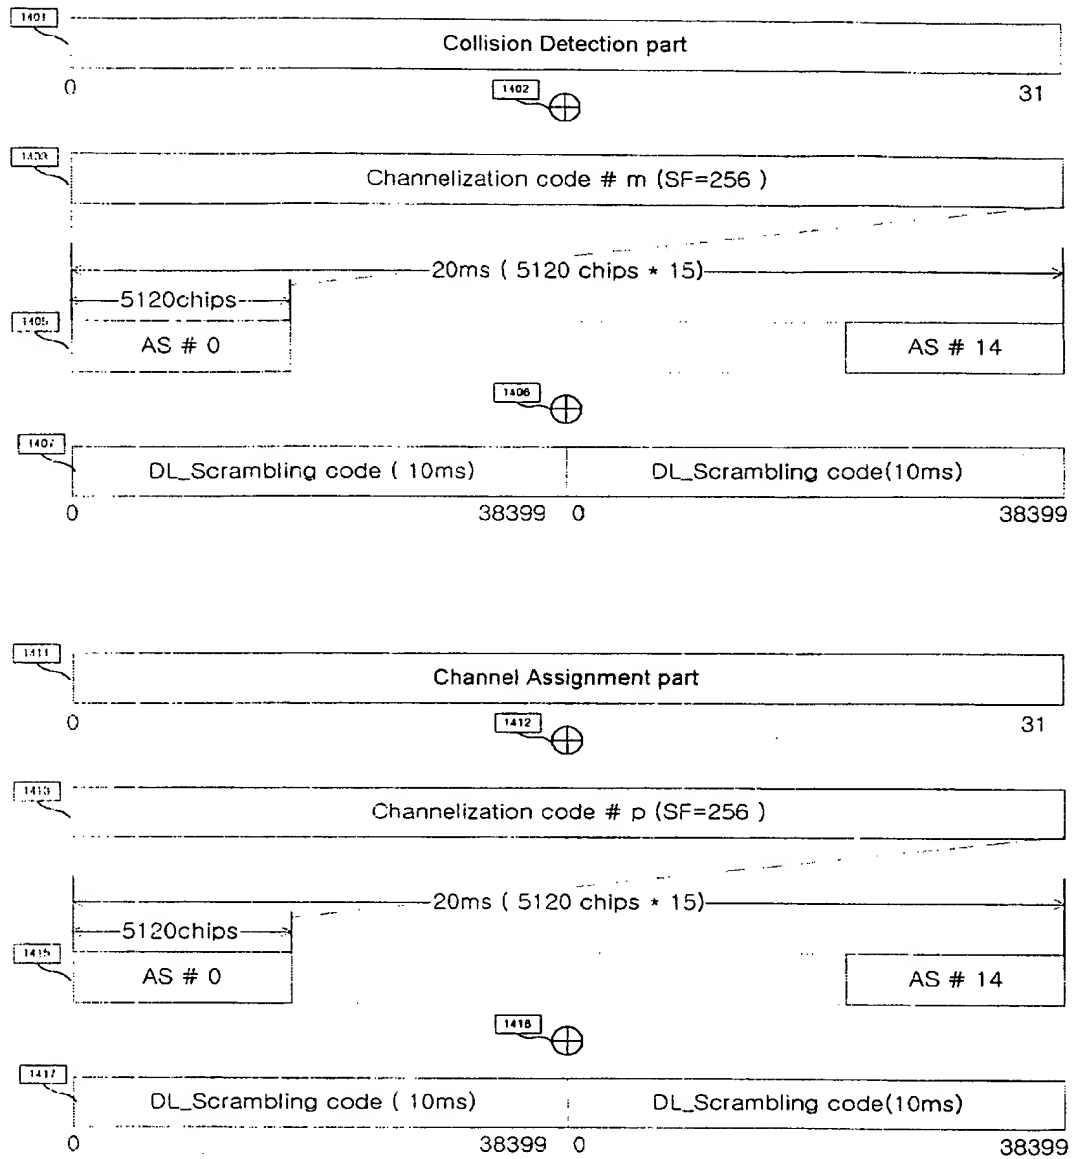 1401
Collision Detection part
0
1402
31
1403
Channelization code # m (SF=256 )
20ms ( 5120 chips * 15)
5120chips
1405
AS # 0
AS # 14
1406
1407
DL_Scrambling code ( 10ms)
DL_Scrambling code(10ms)
0
38399
0
38399
1411
Channel Assignment part
0
1412
31
1413
Channelization code # p (SF=256 )
20ms ( 5120 chips * 15)
5120chips
1415
AS # 0
AS # 14
1416
1417
DL_Scrambling code ( 10ms)
DL_Scrambling code(10ms)
0
38399
0
38399